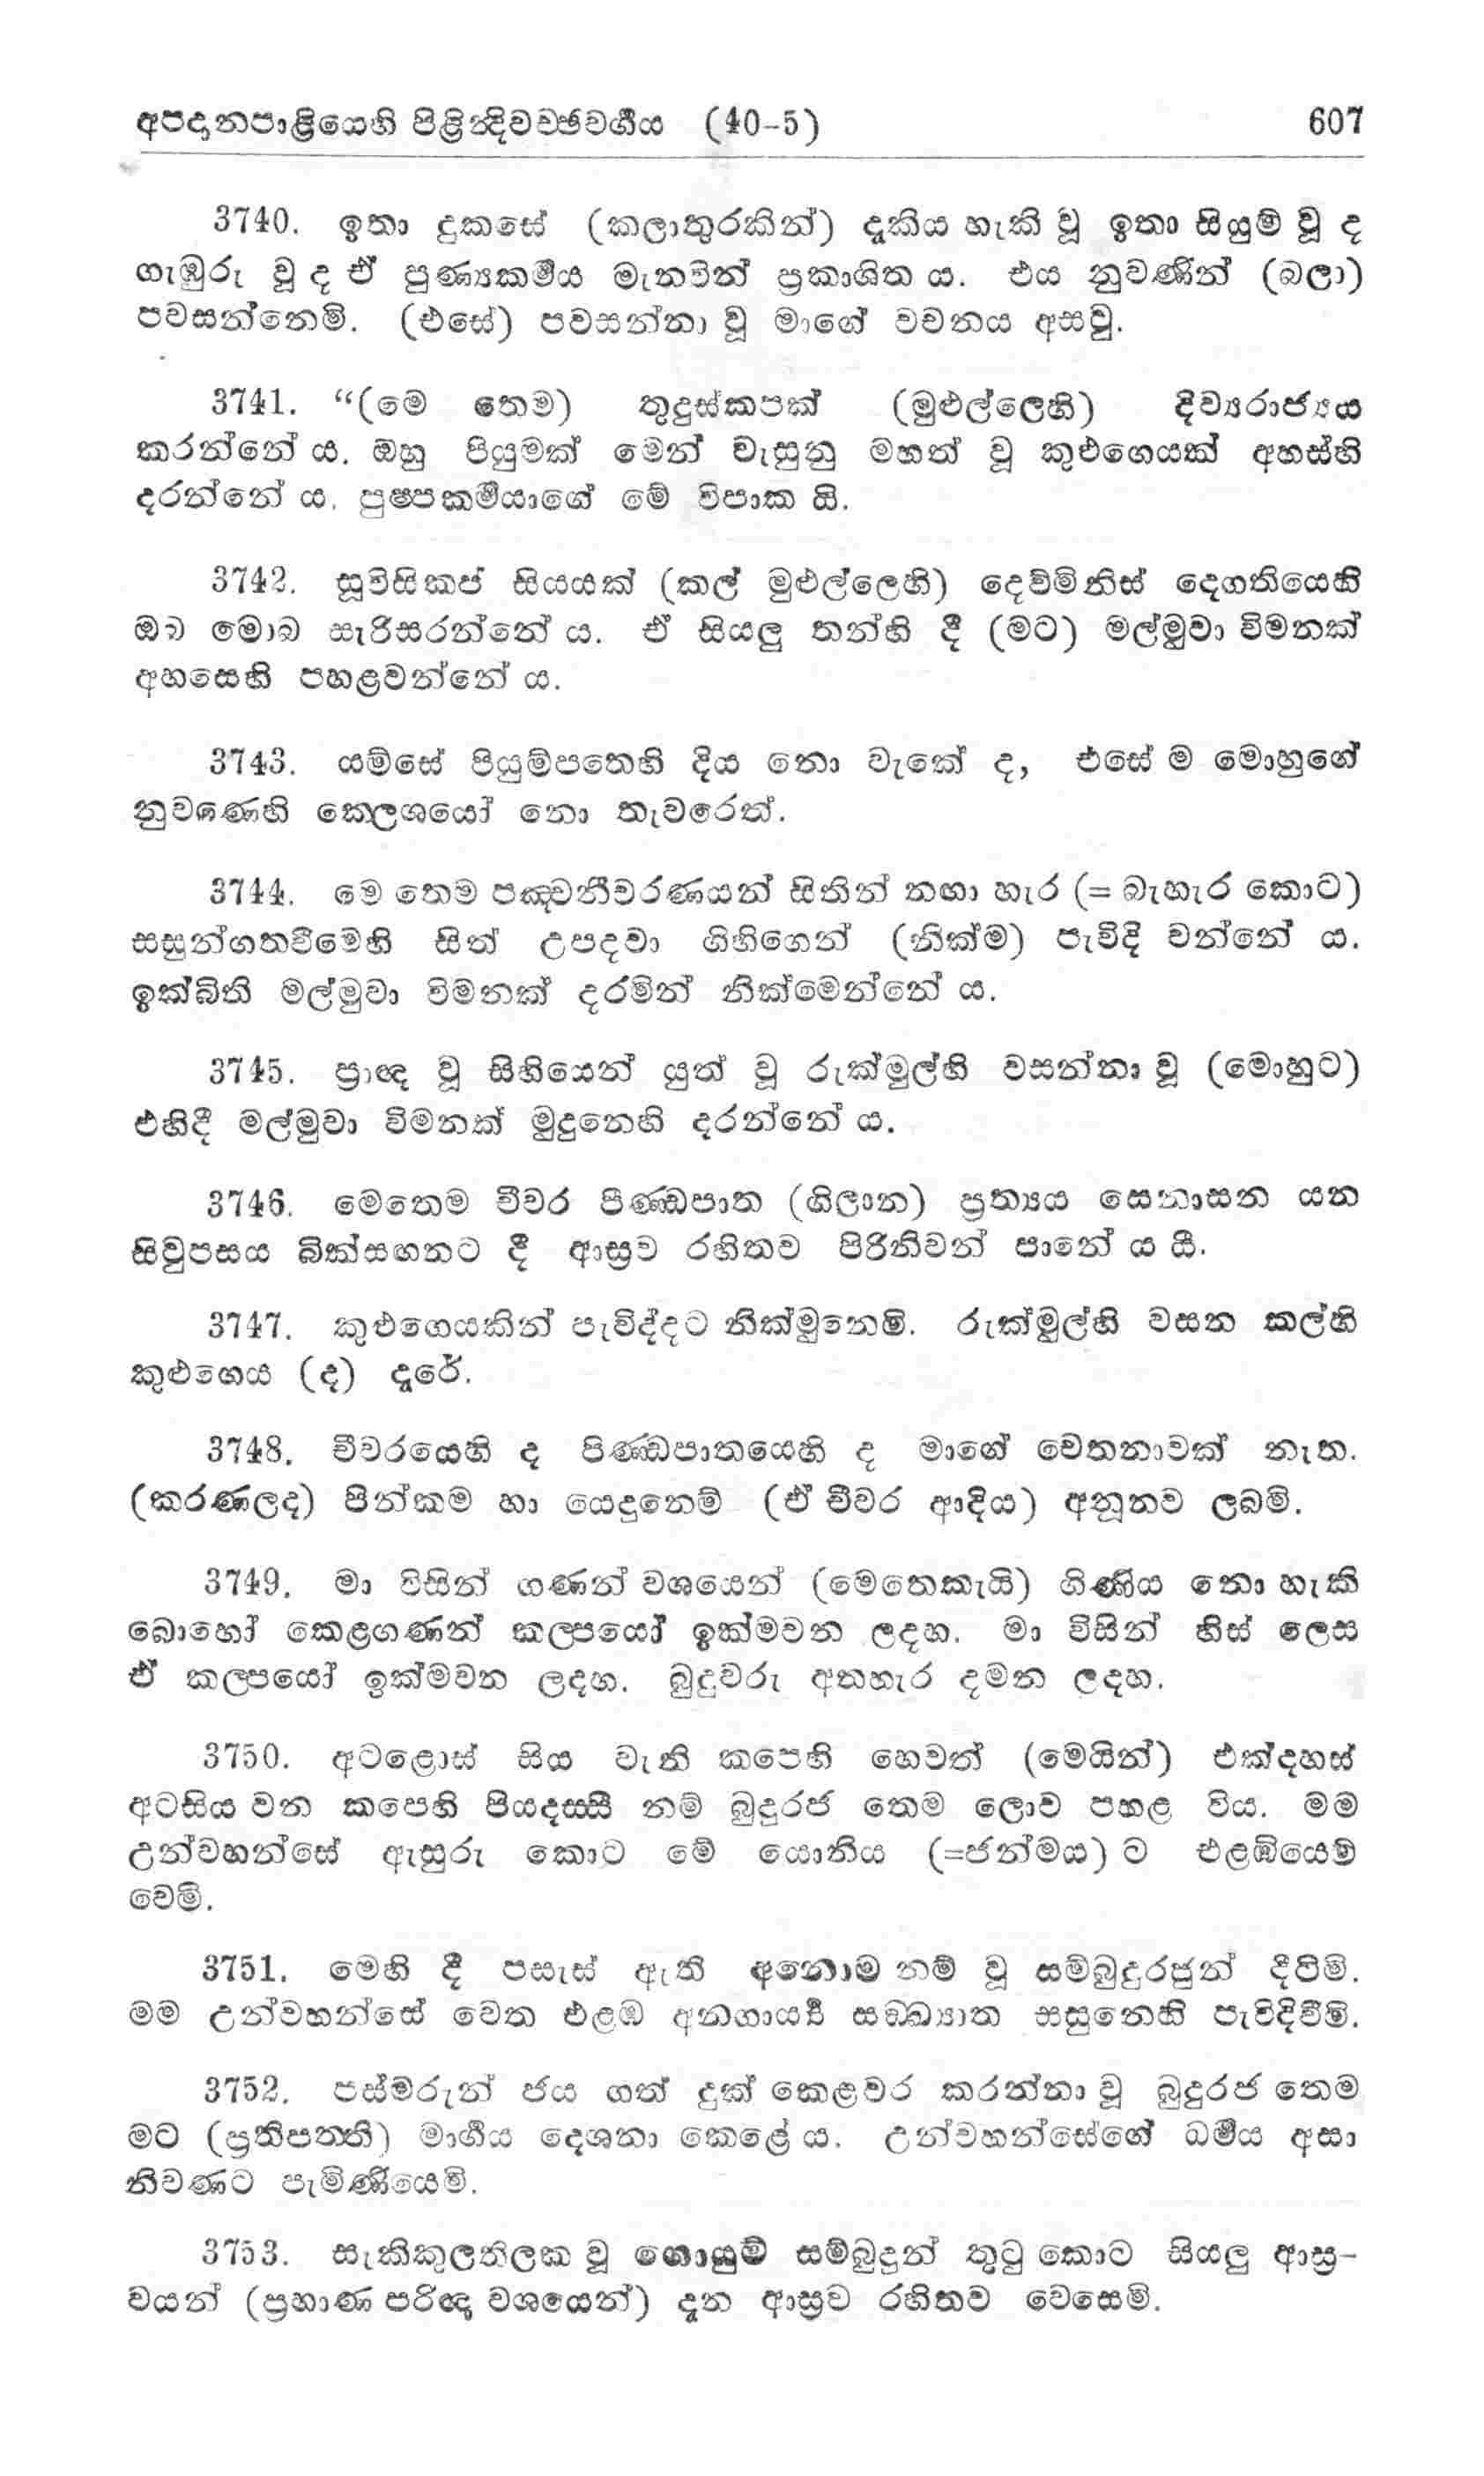 අපදානපාළියෙහි පිළින්‍දිවච්ඡවර්‍ගය (40-5) 607
3740. ඉතා දුකසේ (කලාතුරකින්) දැකිය හැකි වූ ඉතා සියුම් වූ ද
ගැඹුරු වූ ද ඒ පුණ්‍යකර්‍මය මැනවින් ප්‍රකාශිත ය. එය නුවණින් (බලා)
පවසන්නෙමි. (එසේ) පවසන්නා වූ මාගේ වචනය අසවු.
3741. “(මෙ තෙම) තුදුස්කපක් (මුළුල්ලෙහි) දිව්‍යරාජ්‍යය
කරන්නේ ය. ඔහු පියුමක් මෙන් වැසුනු මහත් වූ කුළුගෙයක් අහස්හි
දරන්නේ ය. පුෂ්පකර්‍මයාගේ මේ විපාක යි.
3742. සූවිසිකප් සියයක් (කල් මුළුල්ලෙහි) දෙව්මිනිස් දෙගතියෙහි
ඔබ මොබ සැරිසරන්නේ ය. ඒ සියලු තන්හි දී (මට) මල්මුවා විමනක්
අහසෙහි පහළවන්නේ ය.
3743. යම්සේ පියුම්පතෙහි දිය නො වැකේ ද, එසේ ම මොහුගේ
නුවණෙහි කෙලශයෝ නො තැවරෙත්.
3744. මෙ තෙම පඤ්චනීවරණයන් සිතින් තඟා හැර (= බැහැර කොට)
සසුන්ගතවීමෙහි සිත් උපදවා ගිහිගෙන් (නික්ම) පැවිදි වන්නේ ය.
ඉක්බිති මල්මුවා විමනක් දරමින් නික්මෙන්නේ ය.
3745. ප්‍රාඥ වූ සිහියෙන් යුත් වූ රුක්මුල්හි වසන්නා වූ (මොහුට)
එහිදී මල්මුවා විමනක් මුදුනෙහි දරන්නේ ය.
3746. මෙතෙම චීවර පිණ්ඩපාත (ගිලාන) ප්‍රත්‍යය සෙනාසන යන
සිවුපසය බික්සඟනට දී ආස්‍රව රහිතව පිරිනිවන් පානේ ය යී.
3747. කුළුගෙයකින් පැවිද්දට නික්මුනෙමි. රුක්මුල්හි වසන කල්හි
කුළුගෙය (ද) දැරේ.
3748. චීවරයෙහි ද පිණ්ඩපාතයෙහි ද මාගේ චෙතනාවක් නැත.
(කරණලද) පින්කම හා යෙදුනෙම් (ඒ චීවර ආදිය) අනූනව ලබමි.
3749. මා විසින් ගණන් වශයෙන් (මෙතෙකැයි) ගිණිය නො හැකි
බොහෝ කෙළගණන් කල්පයෝ ඉක්මවන ලදහ. මා විසින් හිස් ලෙස
ඒ කල්පයෝ ඉක්මවන ලදහ. බුදුවරු අතහැර දමන ලදහ.
3750. අටළොස් සිය වැනි කපෙහි හෙවත් (මෙයින්) එක්දහස්
අටසිය වන කපෙහි පියදස්සී නම් බුදුරජ තෙම ලොව පහළ විය. මම
උන්වහන්සේ ඇසුරු කොට මේ යොනිය (=ජන්මය) ට එළඹියෙම්
වෙමි.
3751. මෙහි දී පසැස් ඇති අනොම නම් වූ සම්බුදුරජුන් දිටිමි.
මම උන්වහන්සේ වෙත එළඹ අනගාර්‍ය්‍ය සඞ්ඛ්‍යාත සසුනෙහි පැවිදිවීමි.
3752. පස්මරුන් ජය ගත් දුක් කෙළවර කරන්නා වූ බුදුරජ තෙම
මට (ප්‍රතිපත්ති) මාර්‍ගය දෙශනා කෙළේ ය. උන්වහන්සේගේ ධර්‍මය අසා
නිවණට පැමිණියෙමි.
3753. සැකිකුලතිලක වූ ගොයුම් සම්බුදුන් තුටු කොට සියලු ආස්‍ර-
වයන් (ප්‍රහාණ පරිඥා වශයෙන්) දැන ආස්‍රව රහිතව වෙසෙමි.